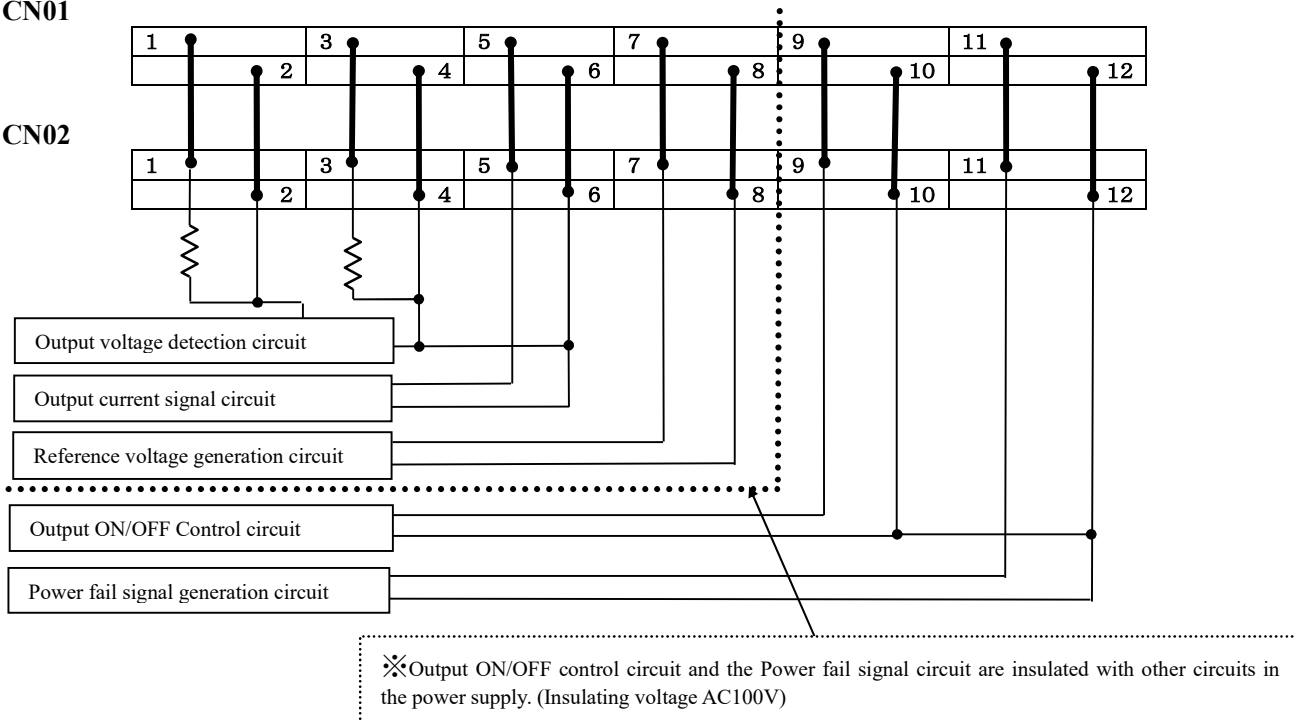 CN01
1 3 5 7 9 11
2 4 6 8 10 12
CN02
1 3 5 7 9 11
2 4 6 8 10 12
Output voltage detection circuit
Output current signal circuit
Reference voltage generation circuit
Output ON/OFF Control circuit
Power fail signal generation circuit
※Output ON/OFF control circuit and the Power fail signal circuit are insulated with other circuits in
the power supply. (Insulating voltage AC100V)